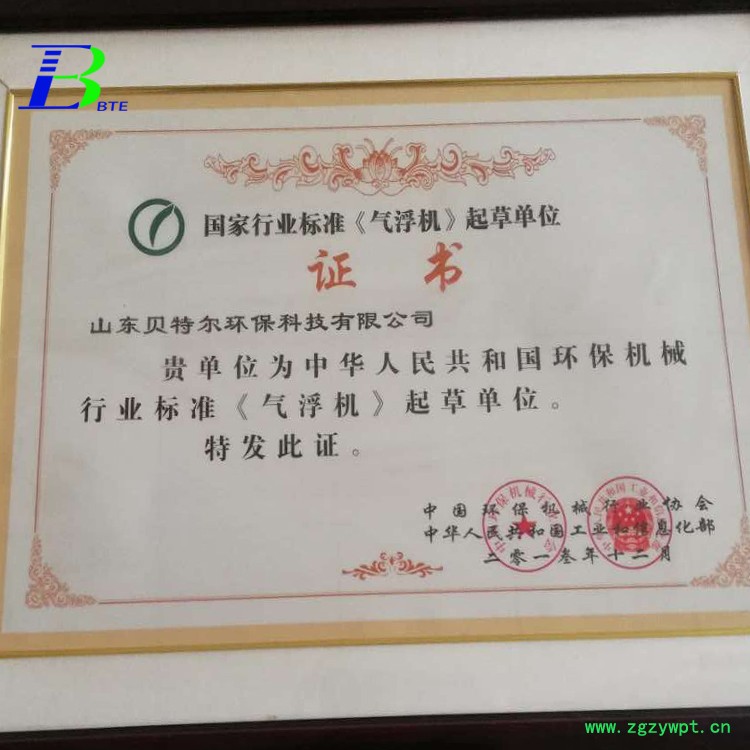 BTE
国家行业标准《气浮机》起草单位
证书
山东贝特尔环保科技有限公司
贵单位为中华人民共和国环保机械
行业标准《气浮机》起草单位。
特发此证。
中国环保机械行业协会
中华人民共和国工业和信息化部
二零一叁年十二月
www.zgzywpt.cn